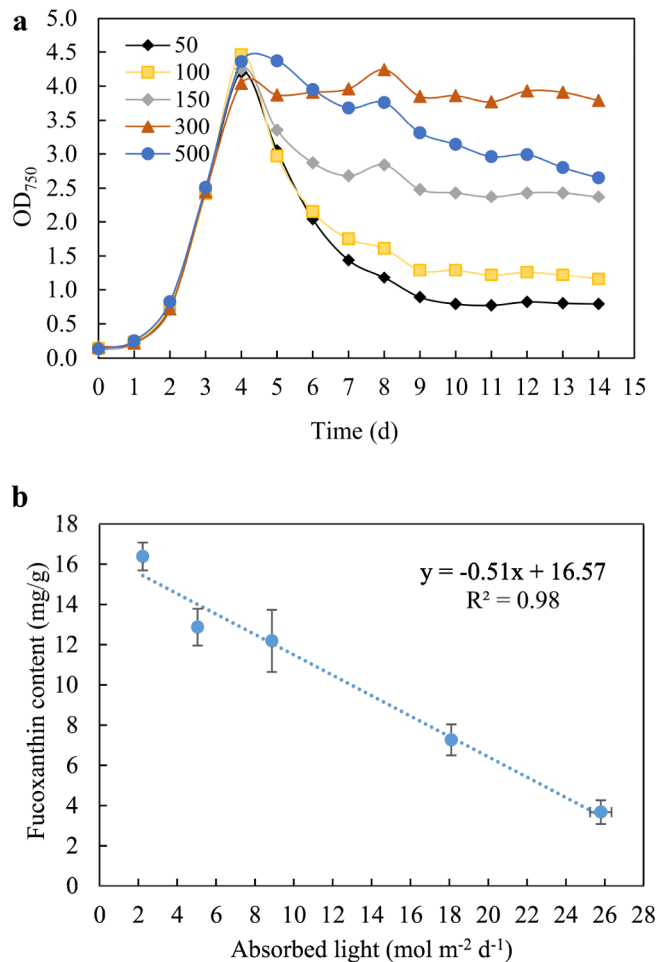 a
5.0
4.5
4.0
3.5
3.0
2.5
2.0
1.5
1.0
0.5
0.0
OD750
50
100
150
300
500
0 1 2 3 4 5 6 7 8 9 10 11 12 13 14 15
Time (d)
b
18
16
14
12
10
8
6
4
2
0
Fucoxanthin content (mg/g)
y = -0.51x + 16.57
R² = 0.98
0 2 4 6 8 10 12 14 16 18 20 22 24 26 28
Absorbed light (mol m-2 d-1)